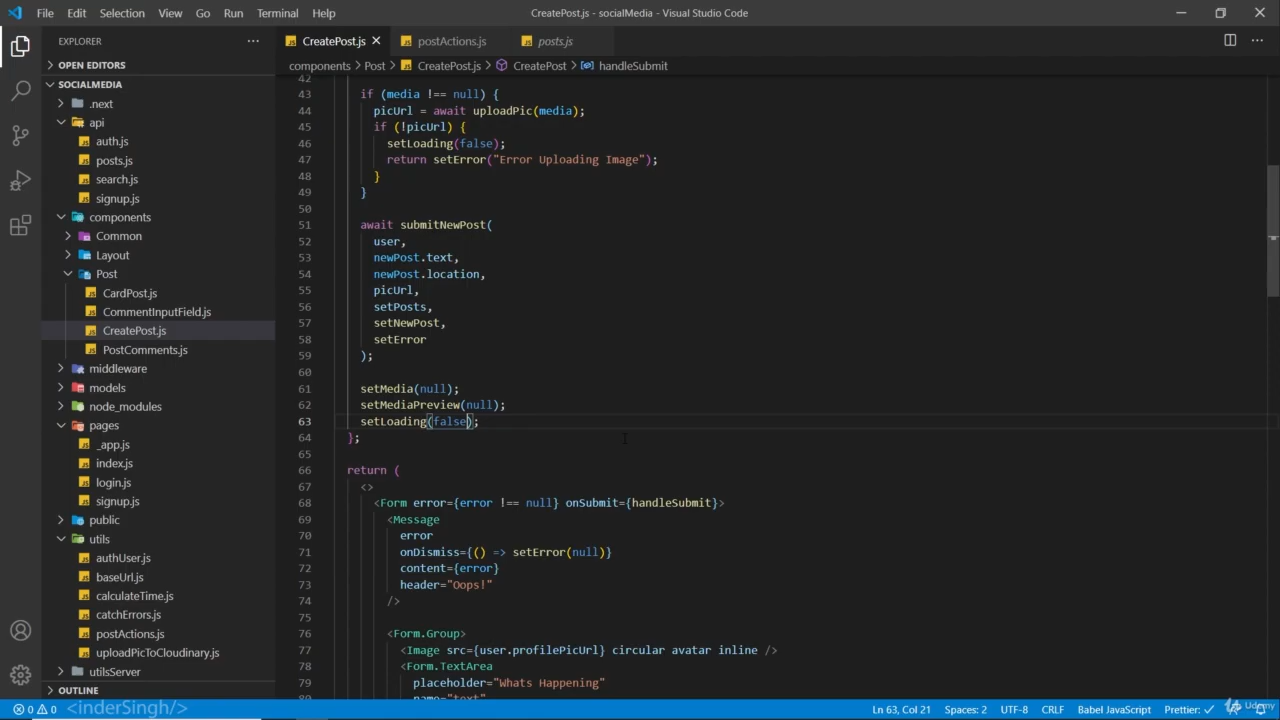 File Edit Selection View Go Run Terminal Help CreatePost.js - socialMedia - Visual Studio Code
EXPLORER
OPEN EDITORS
SOCIALMEDIA
.next
api
auth.js
posts.js
search.js
signup.js
components
Common
Layout
Post
CardPost.js
CommentInputField.js
CreatePost.js
PostComments.js
middleware
models
node_modules
pages
_app.js
index.js
login.js
signup.js
public
utils
authUser.js
baseUrl.js
calculateTime.js
catchErrors.js
postActions.js
uploadPicToCloudinary.js
utilsServer
OUTLINE
CreatePost.js postActions.js posts.js
components > Post > CreatePost.js > CreatePost > handleSubmit
42
43 if (media !== null) {
44 picUrl = await uploadPic(media);
45 if (!picUrl) {
46 setLoading(false);
47 return setError("Error Uploading Image");
48 }
49 }
50
51 await submitNewPost(
52 user,
53 newPost.text,
54 newPost.location,
55 picUrl,
56 setPosts,
57 setNewPost,
58 setError
59 );
60
61 setMedia(null);
62 setMediaPreview(null);
63 setLoading(false);
64 };
65
66 return (
67 <>
68 <Form error={error !== null} onSubmit={handleSubmit}>
69 <Message
70 error
71 onDismiss={() => setError(null)}
72 content={error}
73 header="Oops!"
74 />
75
76 <Form.Group>
77 <Image src={user.profilePicUrl} circular avatar inline />
78 <Form.TextArea
79 placeholder="Whats Happening"
80 name="text"
0 0 <inderSingh/> Ln 63, Col 21 Spaces: 2 UTF-8 CRLF Babel JavaScript Prettier: ✓ Udemy